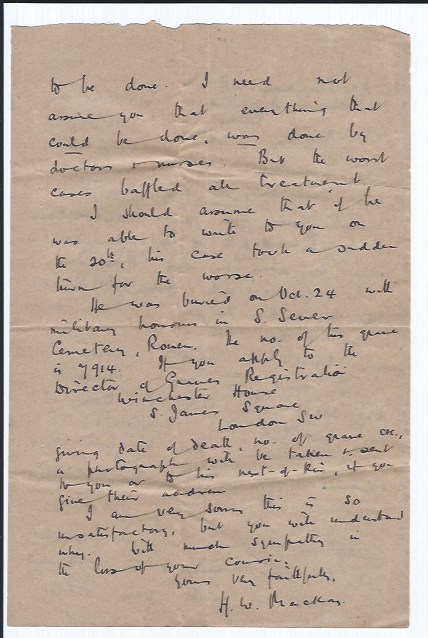 to be done. I need not
assure you that everything that
could be done, was done by
doctors & nurses. But the worst
cases baffled all treatment.
I should assume that if he
was able to write to you on
the 20th, his case took a sudden
turn for the worse.
He was buried on Oct. 24 with
military honours in S. Sever
Cemetery, Rouen. The no. of his grave
is 7914. If you apply to the
Director of Graves Registration
Winchester House
S. James Square
London SW
giving date of death, no. of grave etc,
a photograph will be taken & sent
to you or to his next-of-kin, if you
give their address
I am very sorry this is so
unsatisfactory, but you will understand
why. With much sympathy in
the loss of your cousin,
Yours very faithfully,
H. W. Mackay.